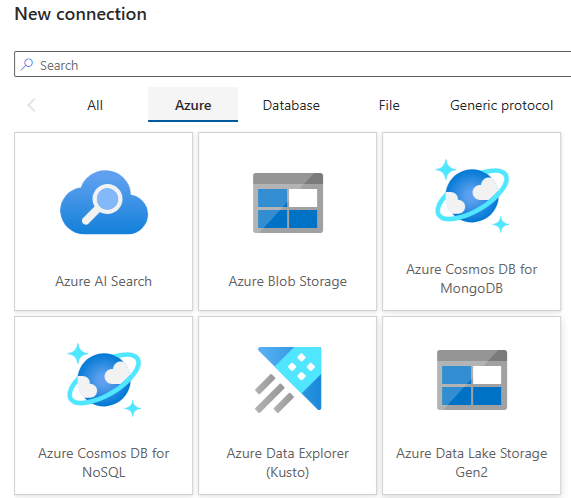 New connection
Search
All
Azure
Database
File
Generic protocol
Azure AI Search
Azure Blob Storage
Azure Cosmos DB for
MongoDB
Azure Cosmos DB for
NoSQL
Azure Data Explorer
(Kusto)
Azure Data Lake Storage
Gen2